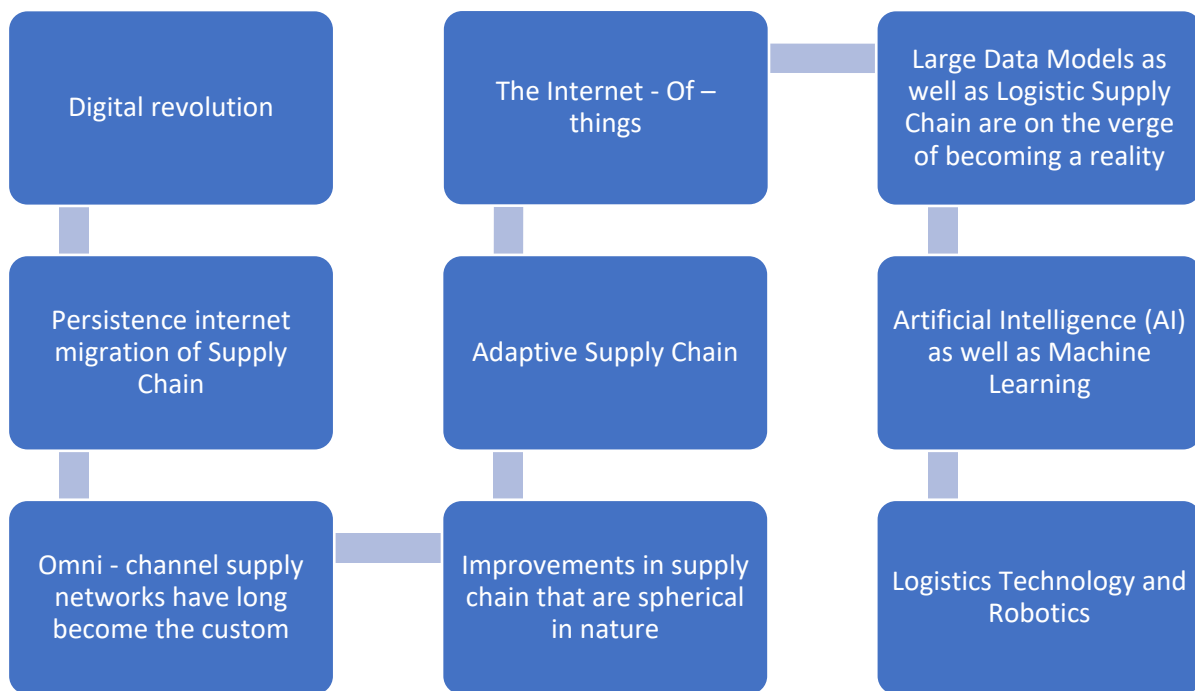 Digital revolution
Persistence internet
migration of Supply
Chain
Omni - channel supply
networks have long
become the custom
Improvements in supply
chain that are spherical
in nature
Adaptive Supply Chain
The Internet - Of –
things
Large Data Models as
well as Logistic Supply
Chain are on the verge
of becoming a reality
Artificial Intelligence (AI)
as well as Machine
Learning
Logistics Technology and
Robotics